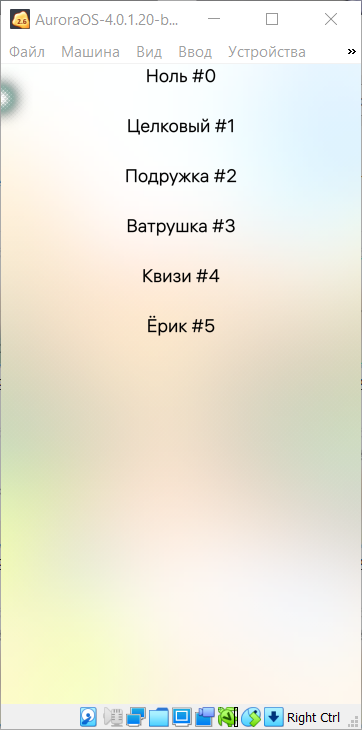 AuroraOS-4.0.1.20-b...
Файл Машина Вид Ввод Устройства »
Ноль #0
Целковый #1
Подружка #2
Ватрушка #3
Квизи #4
Ёрик #5
Right Ctrl